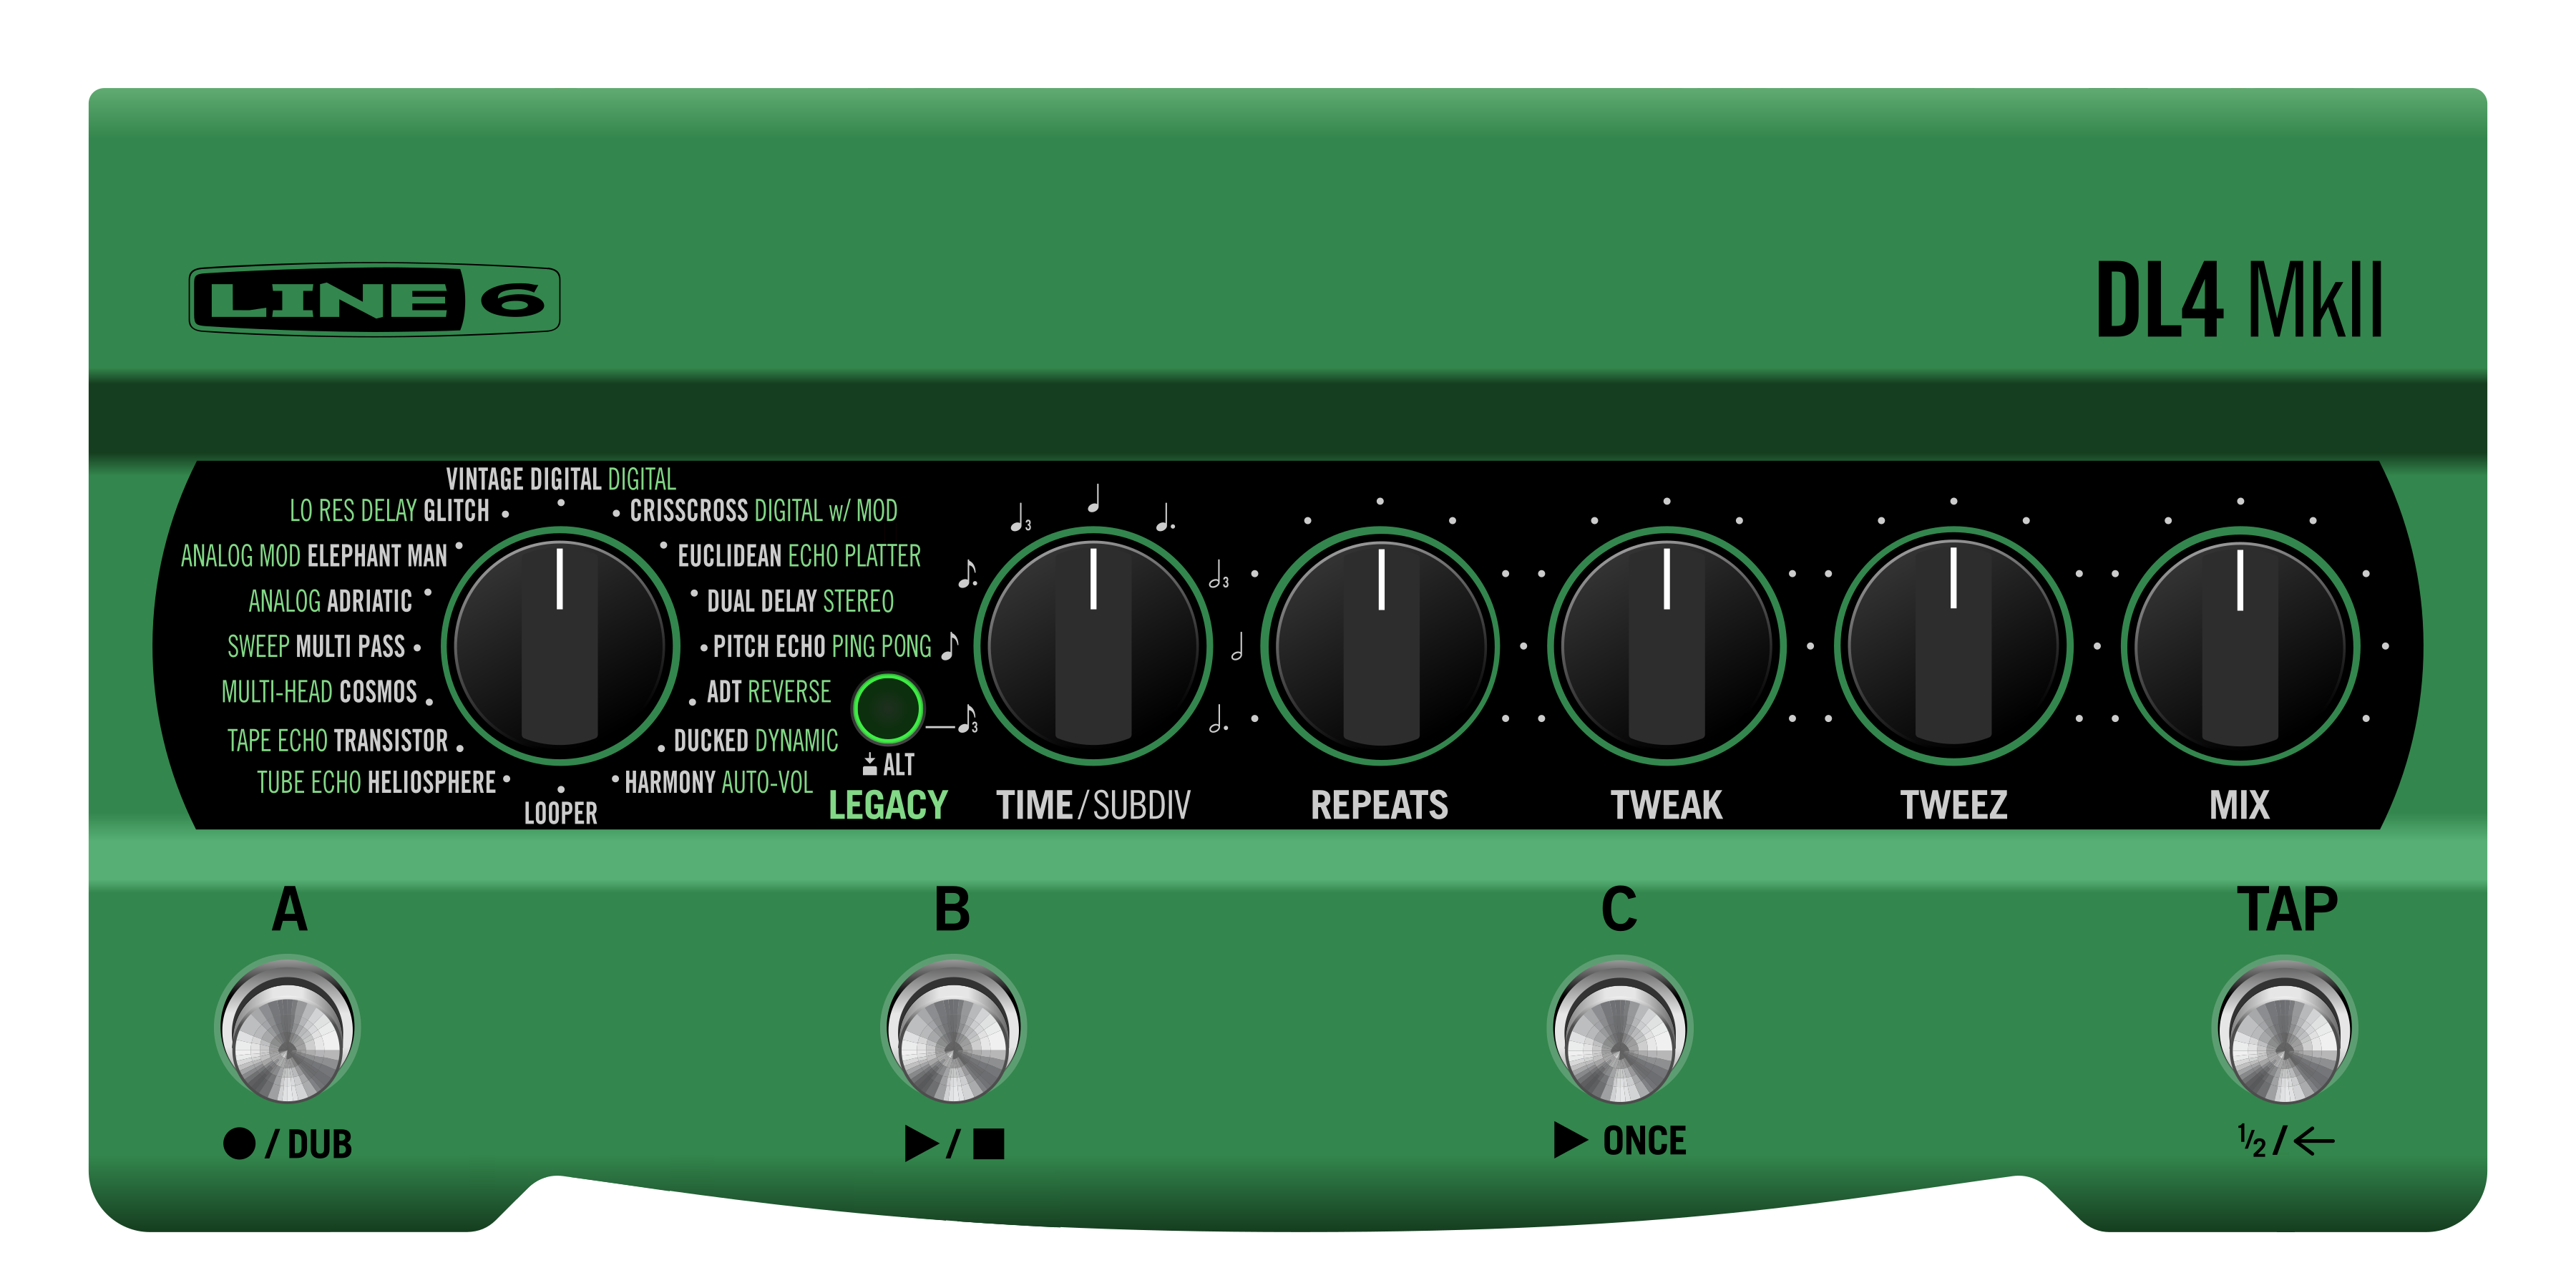 LINE 6
DL4 MkII
VINTAGE DIGITAL DIGITAL
LO RES DELAY GLITCH
CRISSCROSS DIGITAL w/ MOD
ANALOG MOD ELEPHANT MAN
EUCLIDEAN ECHO PLATTER
ANALOG ADRIATIC
DUAL DELAY STEREO
SWEEP MULTI PASS
PITCH ECHO PING PONG
MULTI-HEAD COSMOS
ADT REVERSE
TAPE ECHO TRANSISTOR
DUCKED DYNAMIC
TUBE ECHO HELIOSPHERE
HARMONY AUTO-VOL
LOOPER
ALT
LEGACY
3
3
3
TIME/SUBDIV
REPEATS
TWEAK
TWEEZ
MIX
A
B
C
TAP
/ DUB
/
ONCE
1/2 / ←